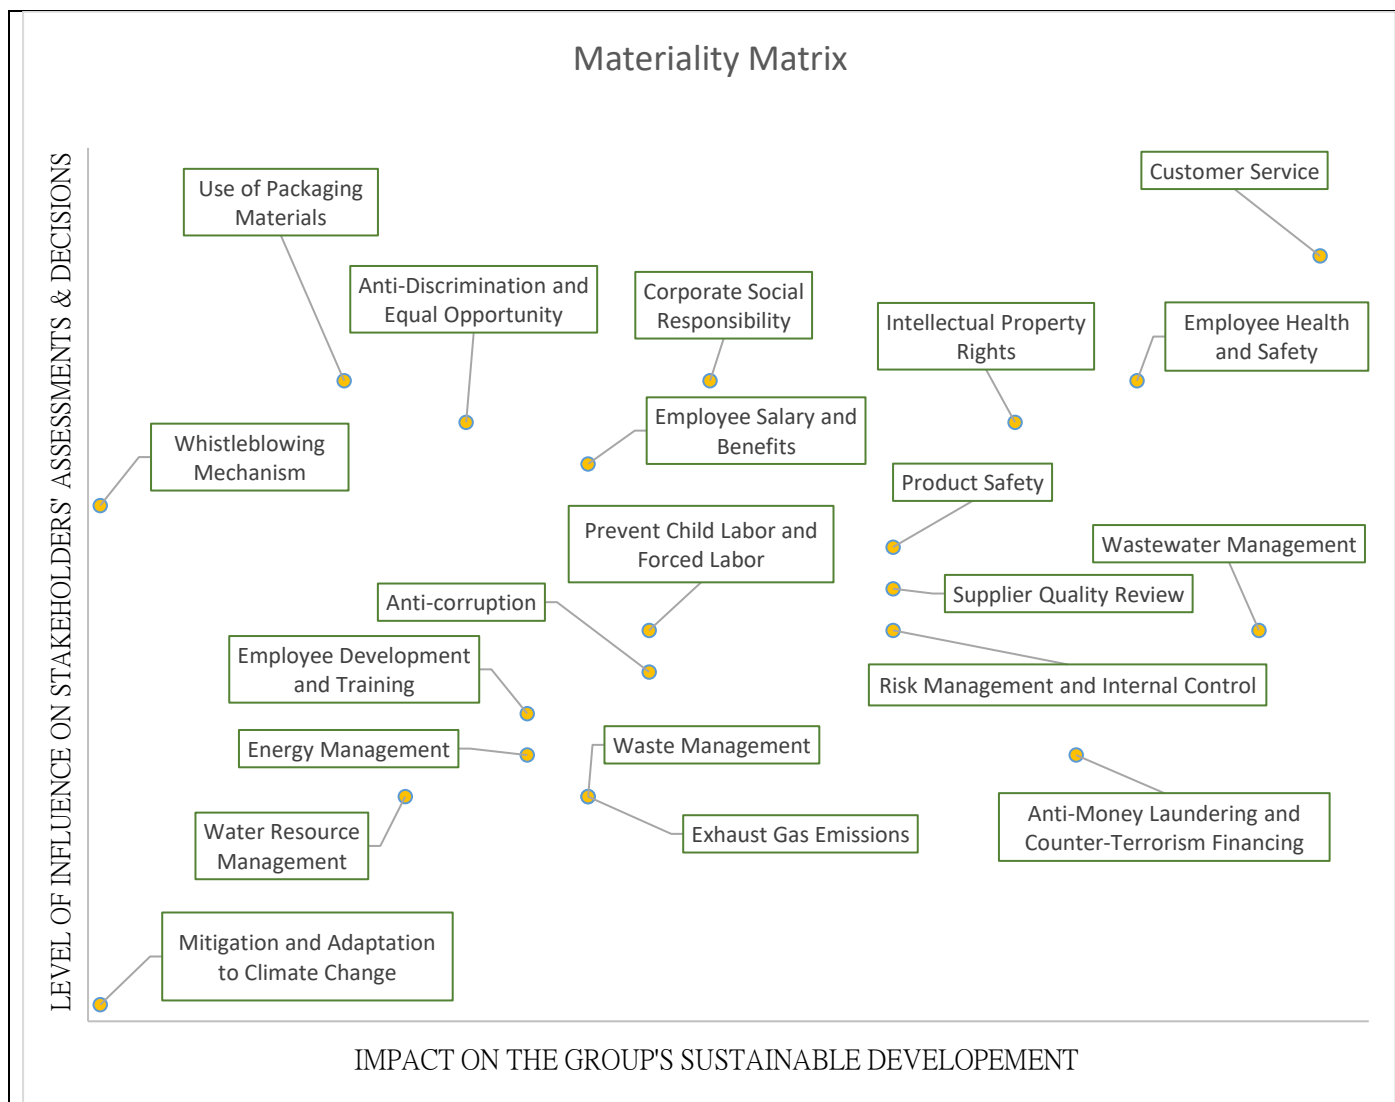 Materiality Matrix
LEVEL OF INFLUENCE ON STAKEHOLDERS' ASSESSMENTS & DECISIONS
Customer Service
Use of Packaging
Materials
Anti-Discrimination and
Equal Opportunity
Corporate Social
Responsibility
Intellectual Property
Rights
Employee Health
and Safety
Employee Salary and
Benefits
Whistleblowing
Mechanism
Product Safety
Prevent Child Labor and
Forced Labor
Wastewater Management
Anti-corruption
Supplier Quality Review
Employee Development
and Training
Risk Management and Internal Control
Energy Management
Waste Management
Water Resource
Management
Exhaust Gas Emissions
Anti-Money Laundering and
Counter-Terrorism Financing
Mitigation and Adaptation
to Climate Change
IMPACT ON THE GROUP'S SUSTAINABLE DEVELOPEMENT